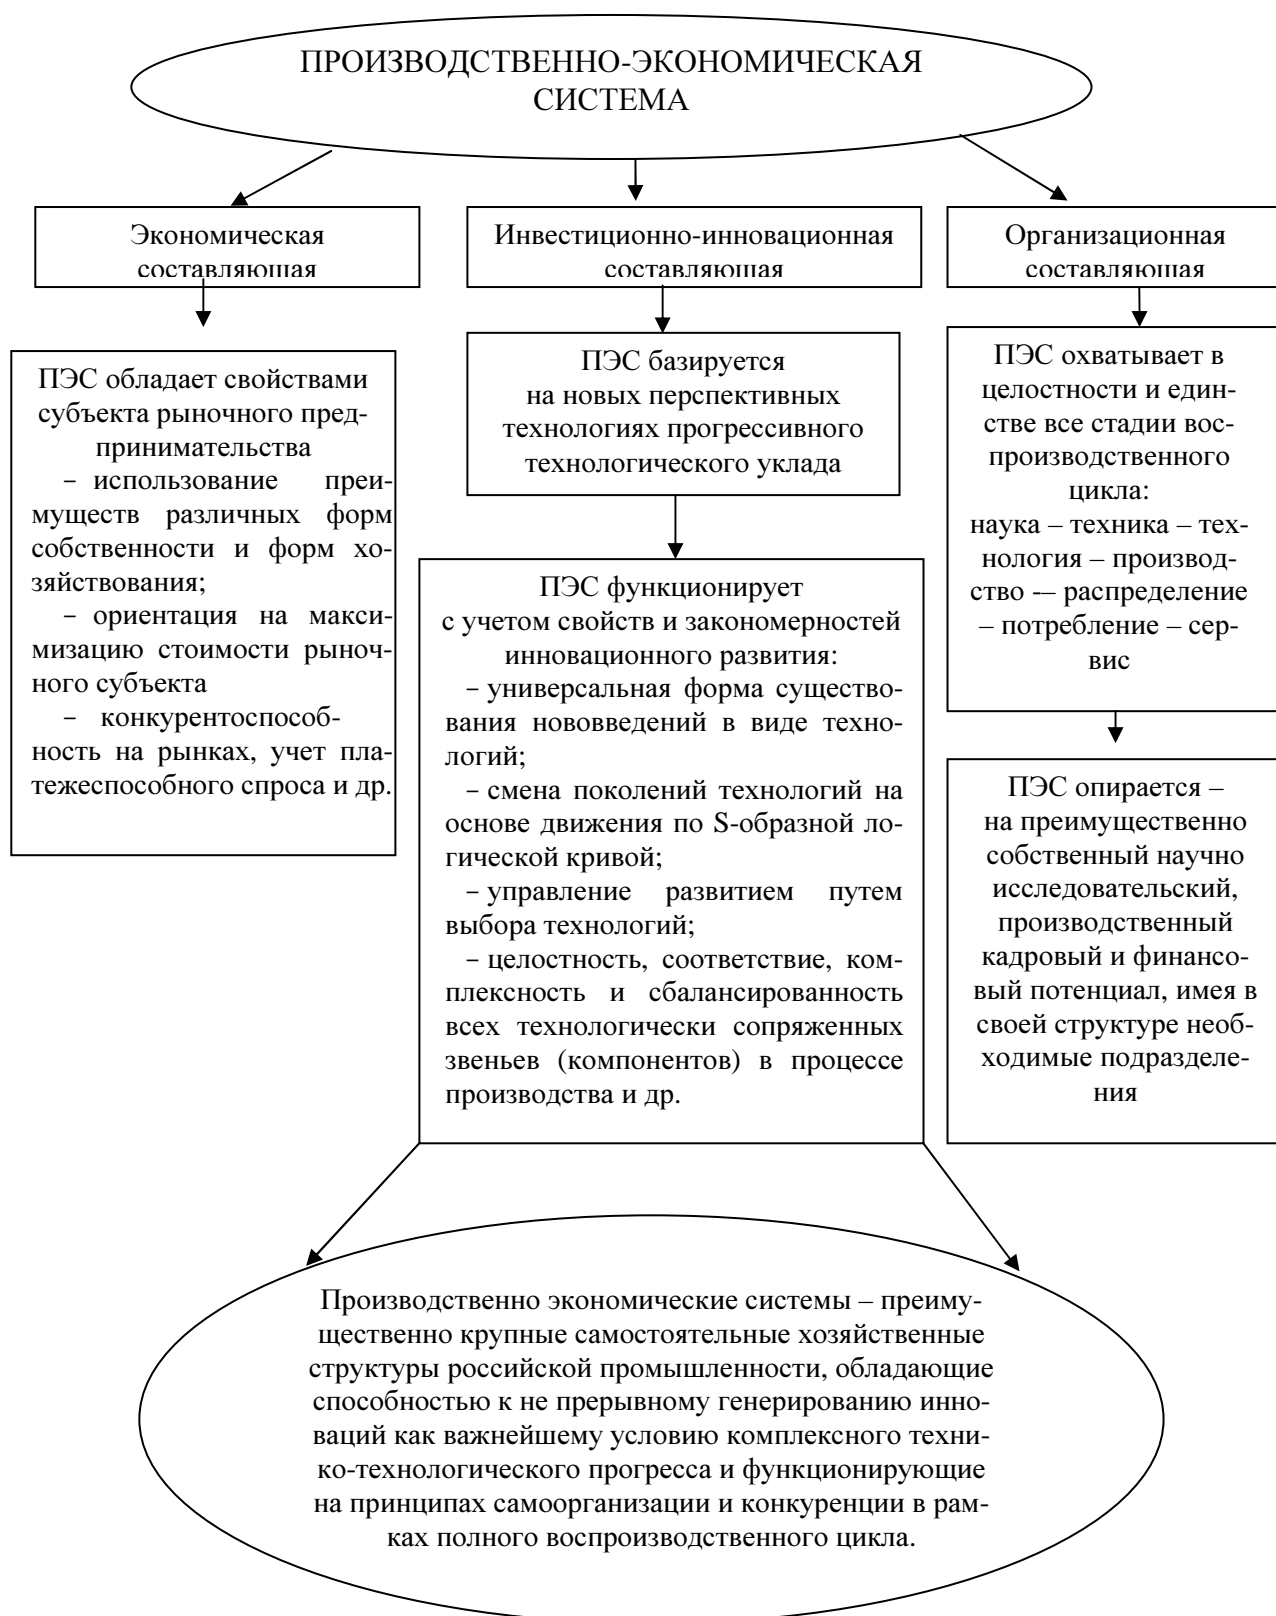 ПРОИЗВОДСТВЕННО-ЭКОНОМИЧЕСКАЯ
СИСТЕМА
Экономическая
составляющая
Инвестиционно-инновационная
составляющая
Организационная
составляющая
ПЭС обладает свойствами
субъекта рыночного пред-
принимательства
– использование преи-
муществ различных форм
собственности и форм хо-
зяйствования;
– ориентация на макси-
мизацию стоимости рыноч-
ного субъекта
– конкурентоспособ-
ность на рынках, учет пла-
тежеспособного спроса и др.
ПЭС базируется
на новых перспективных
технологиях прогрессивного
технологического уклада
ПЭС функционирует
с учетом свойств и закономерностей
инновационного развития:
– универсальная форма существо-
вания нововведений в виде техно-
логий;
– смена поколений технологий на
основе движения по S-образной ло-
гической кривой;
– управление развитием путем
выбора технологий;
– целостность, соответствие, ком-
плексность и сбалансированность
всех технологически сопряженных
звеньев (компонентов) в процессе
производства и др.
ПЭС охватывает в
целостности и един-
стве все стадии вос-
производственного
цикла:
наука – техника – тех-
нология – производ-
ство -– распределение
– потребление – сер-
вис
ПЭС опирается –
на преимущественно
собственный научно
исследовательский,
производственный
кадровый и финансо-
вый потенциал, имея в
своей структуре необ-
ходимые подразделе-
ния
Производственно экономические системы – преиму-
щественно крупные самостоятельные хозяйственные
структуры российской промышленности, обладающие
способностью к не прерывному генерированию инно-
ваций как важнейшему условию комплексного техни-
ко-технологического прогресса и функционирующие
на принципах самоорганизации и конкуренции в рам-
ках полного воспроизводственного цикла.